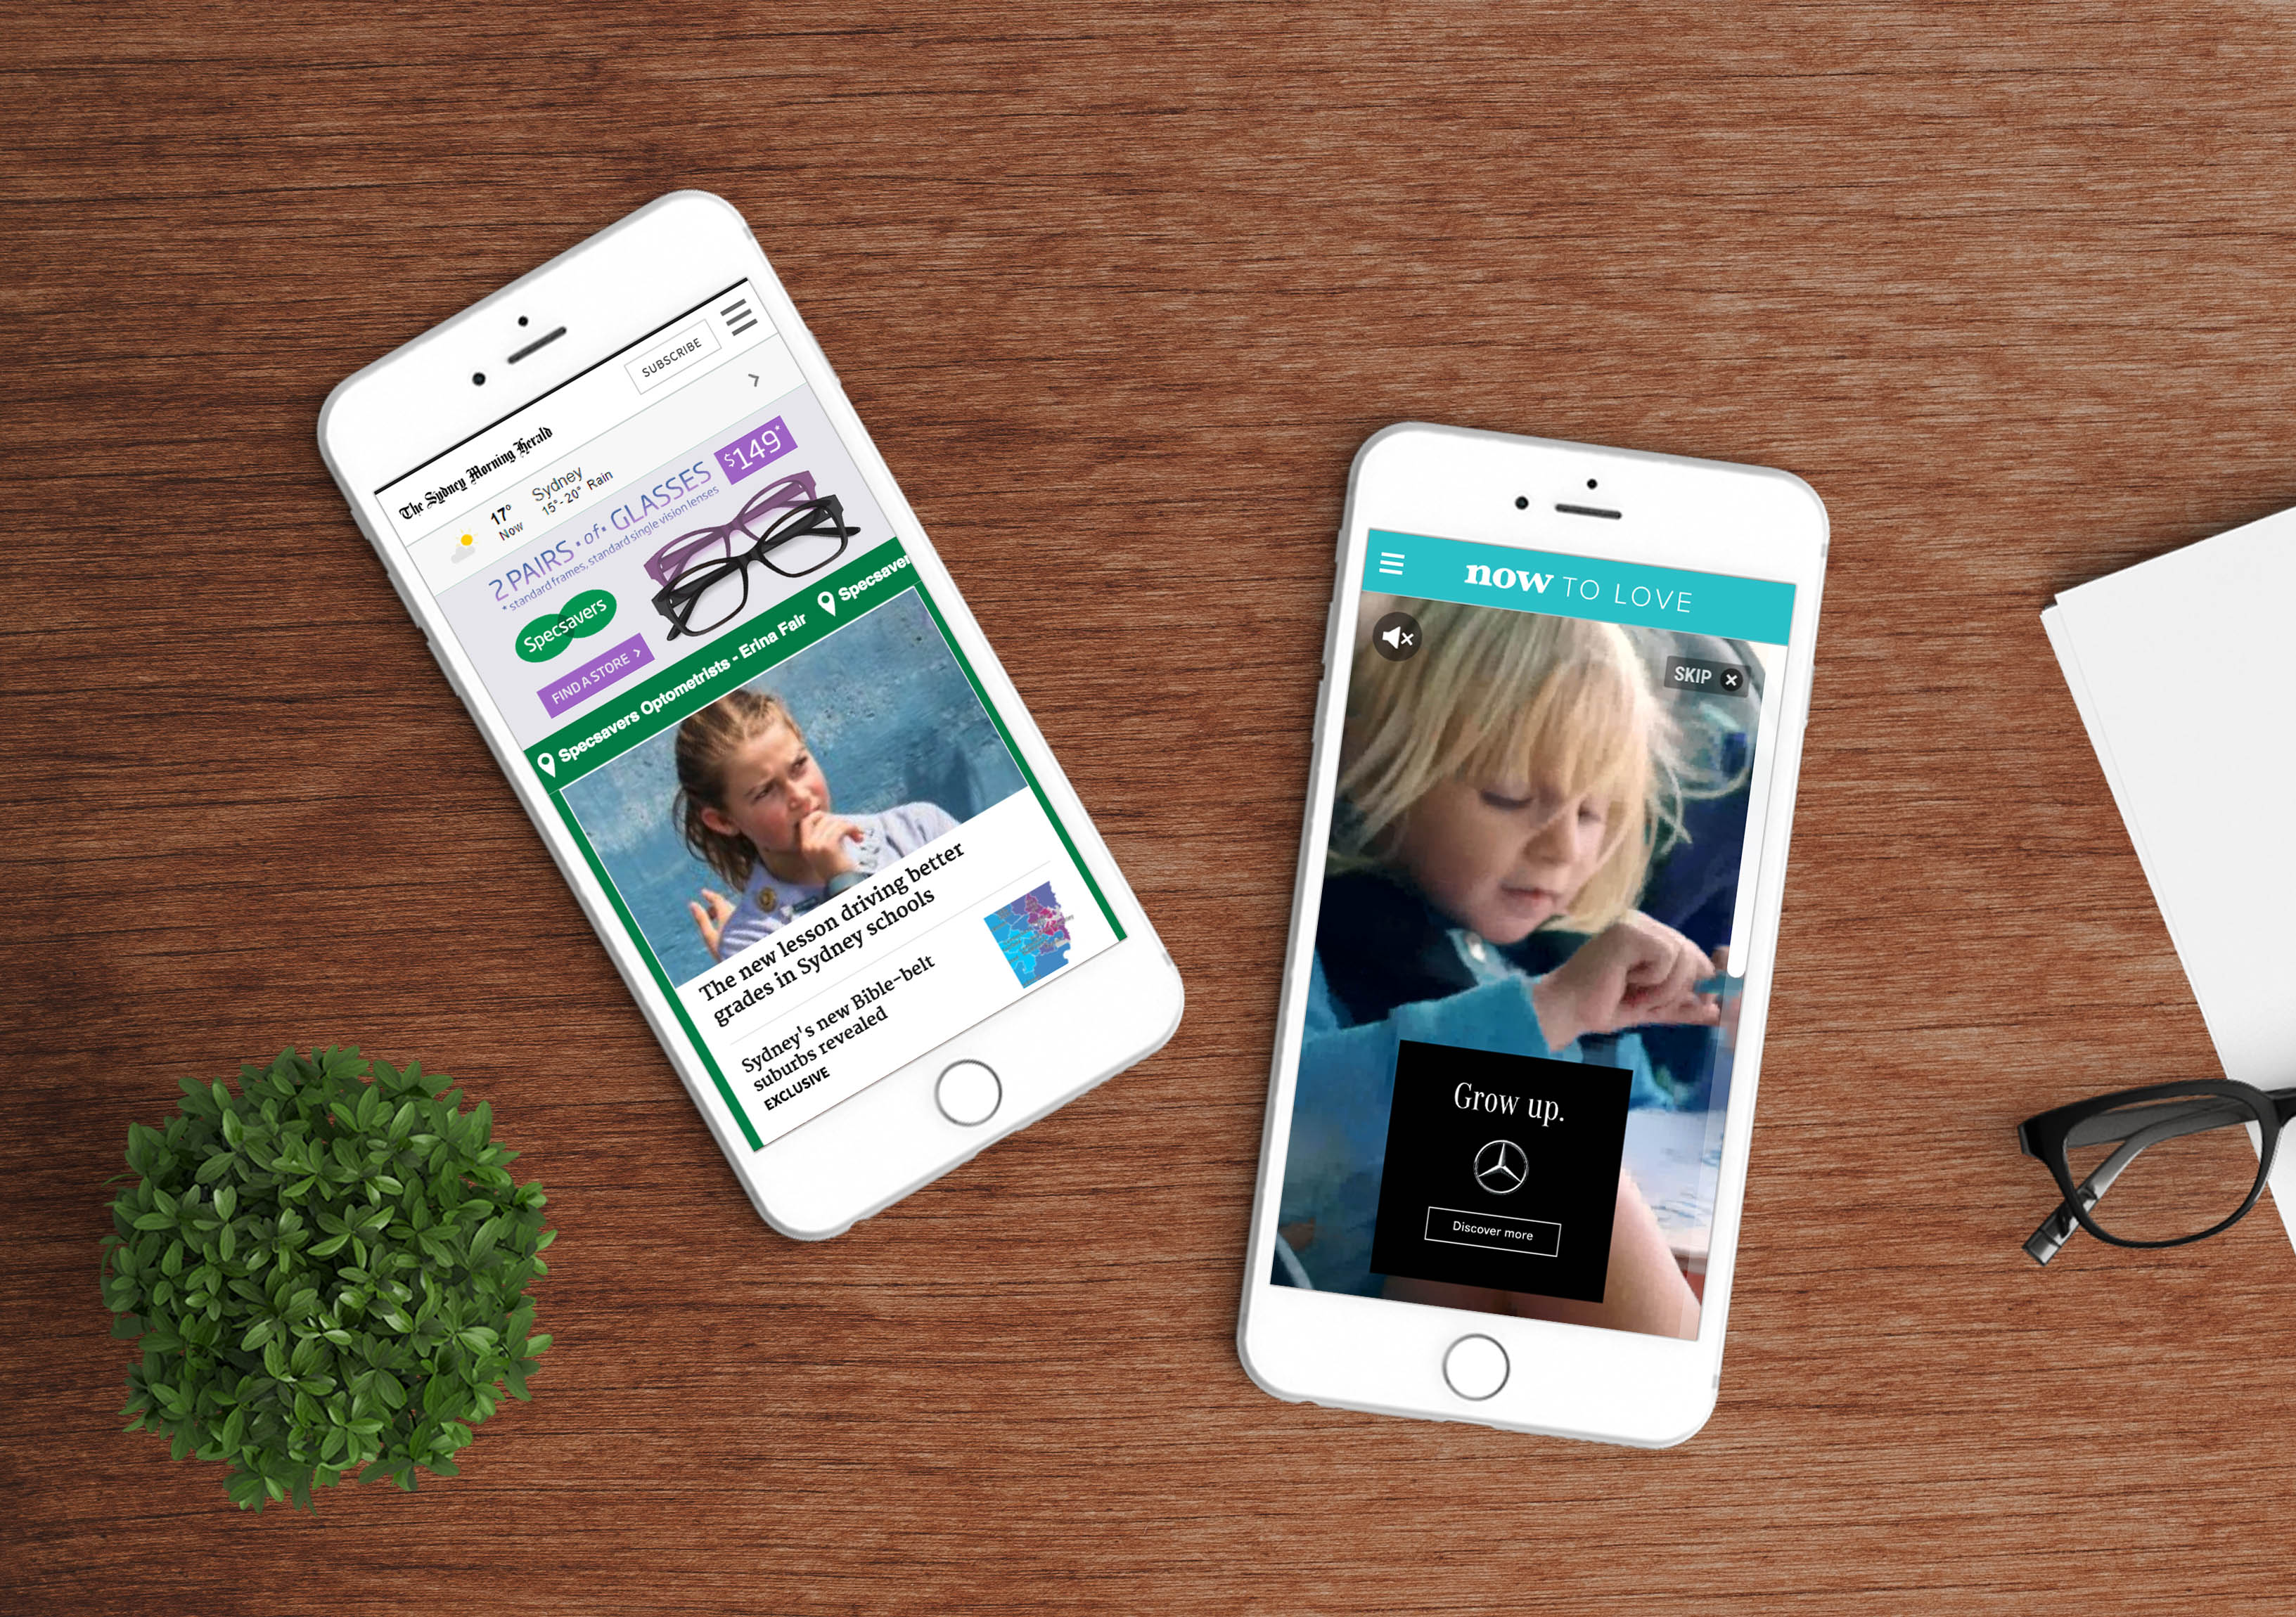 The Sydney Morning Herald
SUBSCRIBE
17°
Now
Sydney
15°- 20° Rain
2 PAIRS • of • GLASSES $149*
*standard frames, standard single vision lenses
Specsavers
FIND A STORE >
Specsavers Optometrists - Erina Fair
Specsaver
The new lesson driving better
grades in Sydney schools
Sydney's new Bible-belt
suburbs revealed
EXCLUSIVE
now TO LOVE
SKIP
Grow up.
Discover more